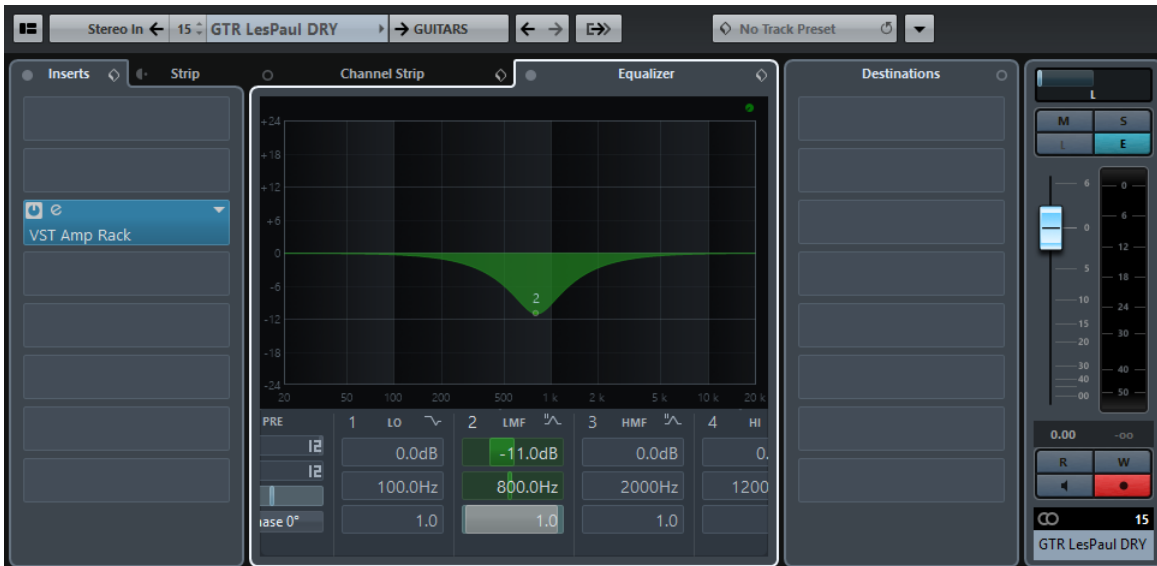 Stereo In 15 GTR LesPaul DRY GUITARS No Track Preset
Inserts Strip Channel Strip Equalizer Destinations
L
M S
L E
VST Amp Rack
+24
+18
+12
+6
0
-6
-12
-18
-24
2
20 50 100 200 500 1 k 2 k 5 k 10 k 20 k
PRE 1 LO 2 LMF 3 HMF 4 HI
0.0dB -11.0dB 0.0dB 0.
100.0Hz 800.0Hz 2000Hz 1200
hase 0° 1.0 1.0 1.0
6
0
5
10
15
20
30
40
00
0
6
12
18
24
30
40
50
0.00 -oo
R W
15
GTR LesPaul DRY